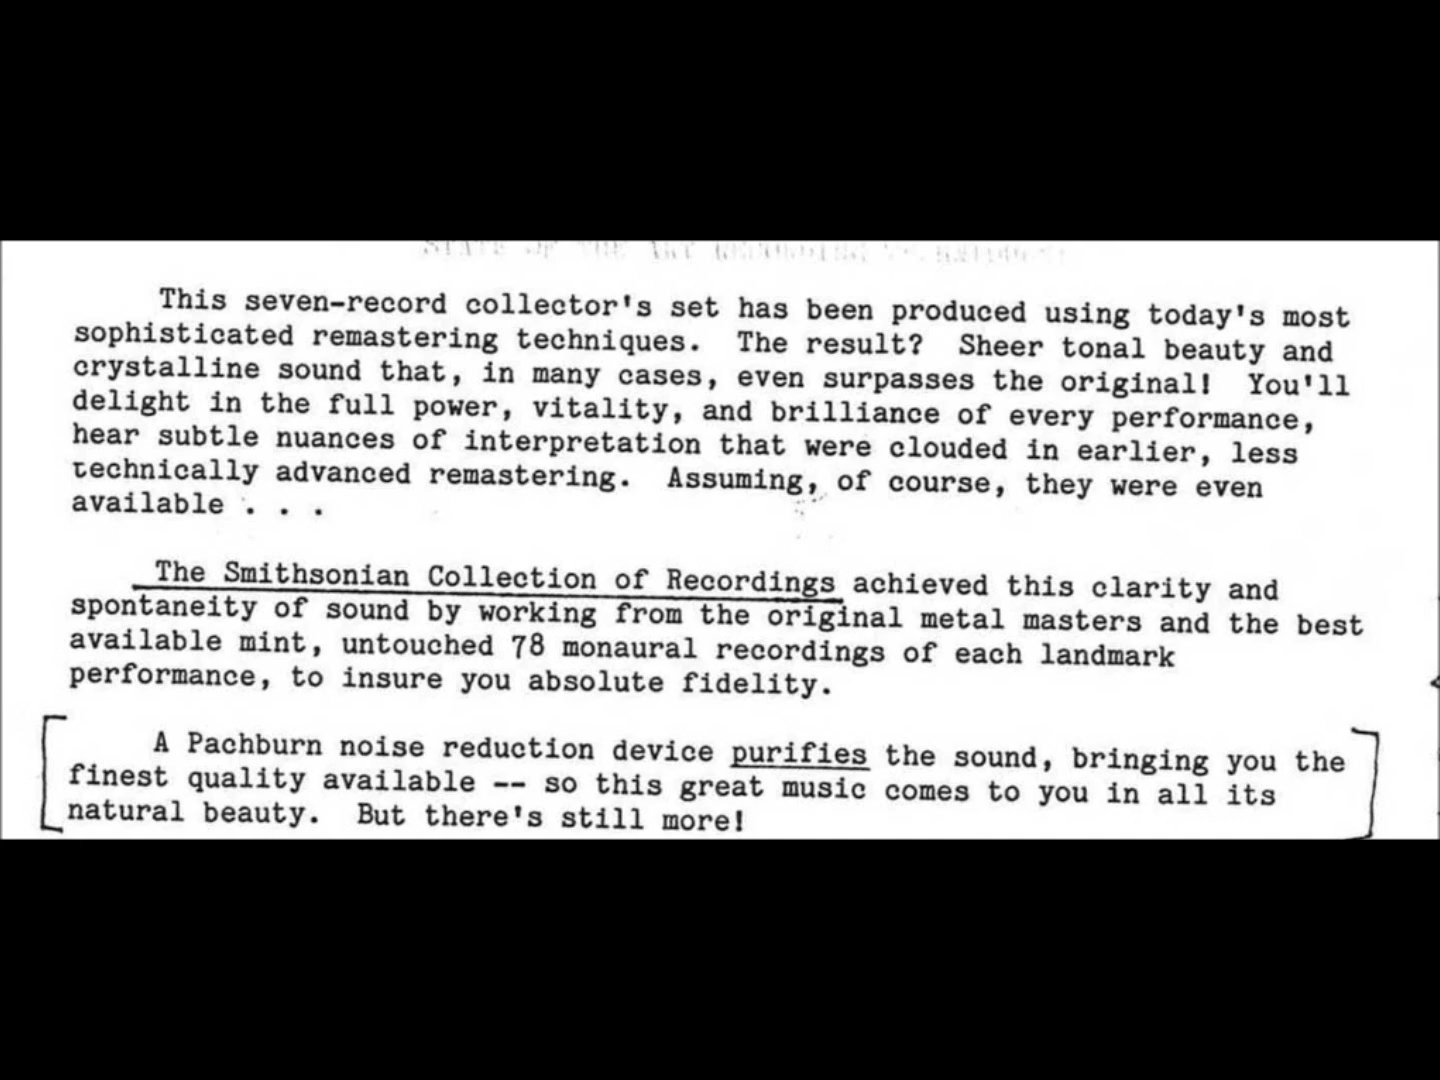 STATE OF THE ART
This seven-record collector's set has been produced using today's most
sophisticated remastering techniques. The result? Sheer tonal beauty and
crystalline sound that, in many cases, even surpasses the original! You'll
delight in the full power, vitality, and brilliance of every performance,
hear subtle nuances of interpretation that were clouded in earlier, less
technically advanced remastering. Assuming, of course, they were even
available . . .
The Smithsonian Collection of Recordings achieved this clarity and
spontaneity of sound by working from the original metal masters and the best
available mint, untouched 78 monaural recordings of each landmark
performance, to insure you absolute fidelity.
A Pachburn noise reduction device purifies the sound, bringing you the
finest quality available -- so this great music comes to you in all its
natural beauty. But there's still more!